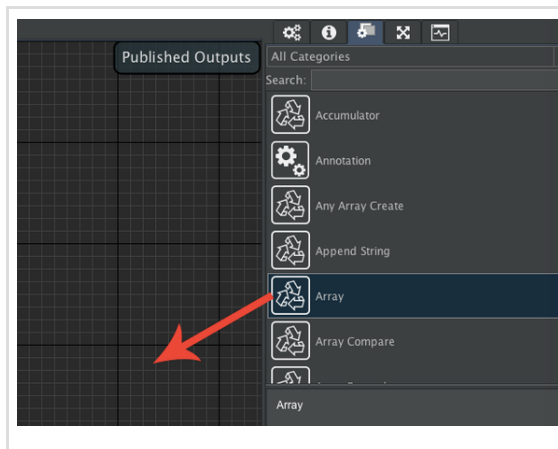 Published Outputs
All Categories
Search:
Accumulator
Annotation
Any Array Create
Append String
Array
Array Compare
Array